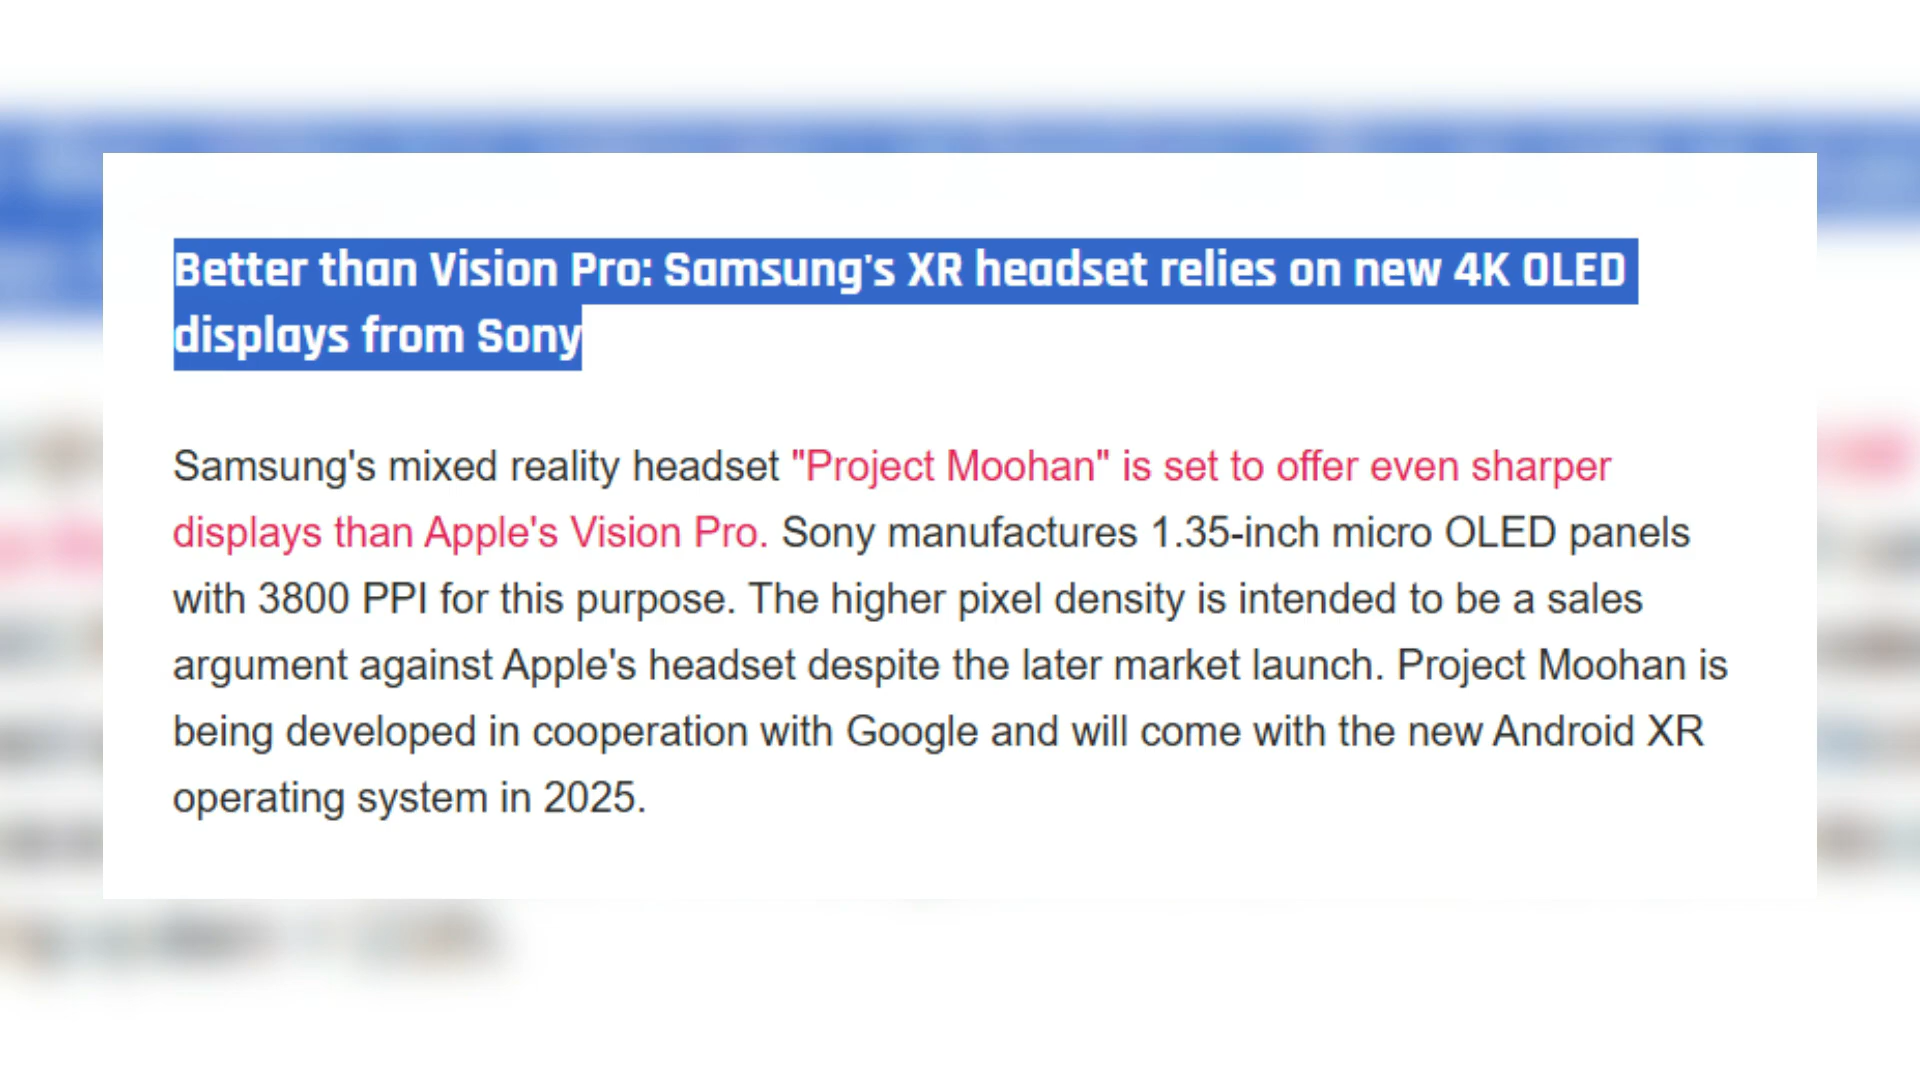 Better than Vision Pro: Samsung's XR headset relies on new 4K OLED
displays from Sony
Samsung's mixed reality headset "Project Moohan" is set to offer even sharper
displays than Apple's Vision Pro. Sony manufactures 1.35-inch micro OLED panels
with 3800 PPI for this purpose. The higher pixel density is intended to be a sales
argument against Apple's headset despite the later market launch. Project Moohan is
being developed in cooperation with Google and will come with the new Android XR
operating system in 2025.